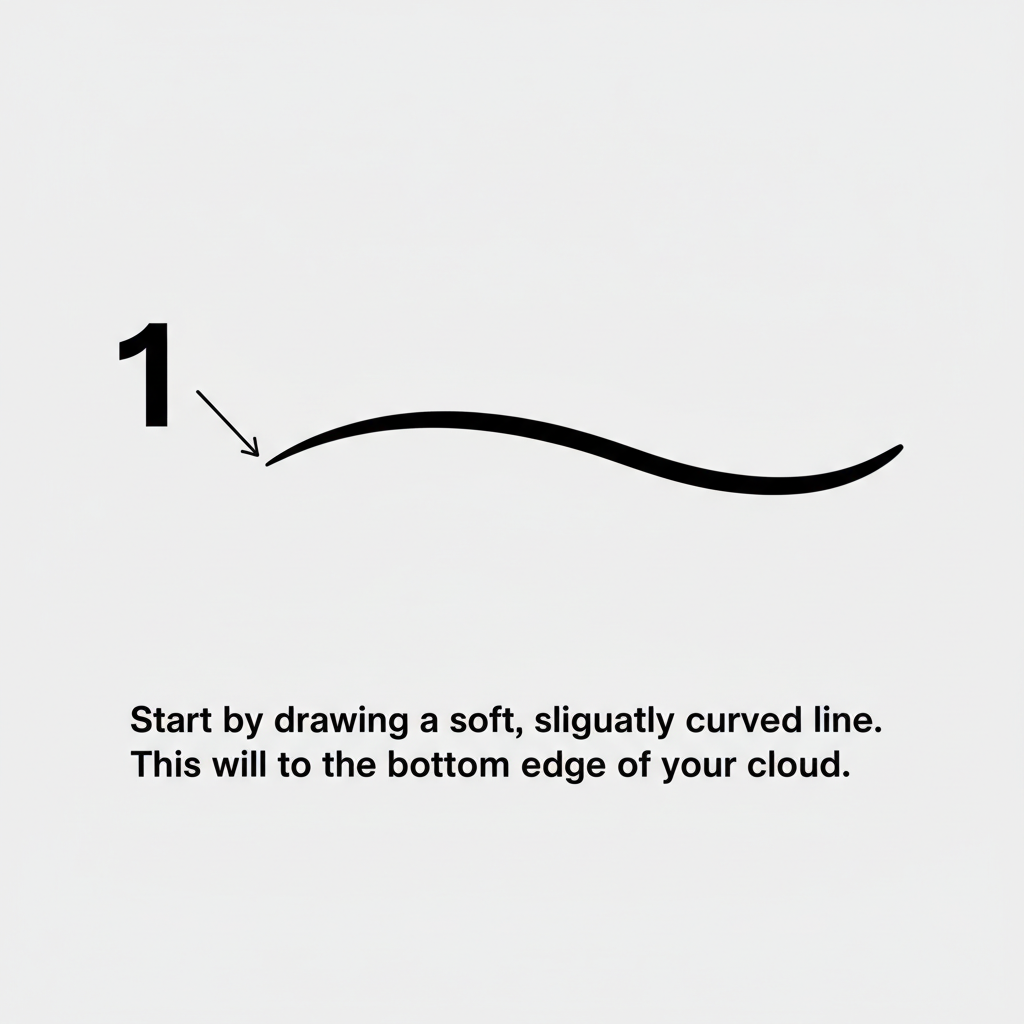 1
Start by drawing a soft, sliguatly curved line.
This will to the bottom edge of your cloud.